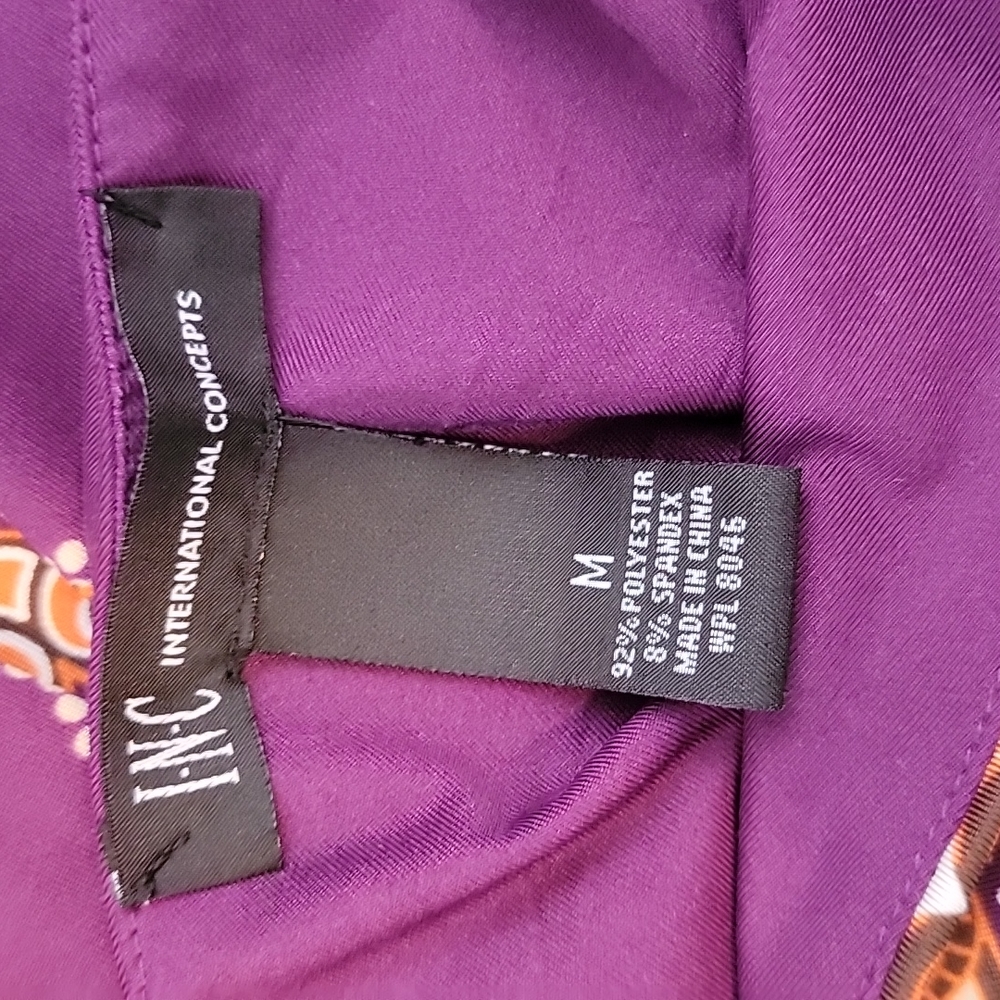 I·N·C INTERNATIONAL CONCEPTS
M
92% POLYESTER
8% SPANDEX
MADE IN CHINA
WPL 8046